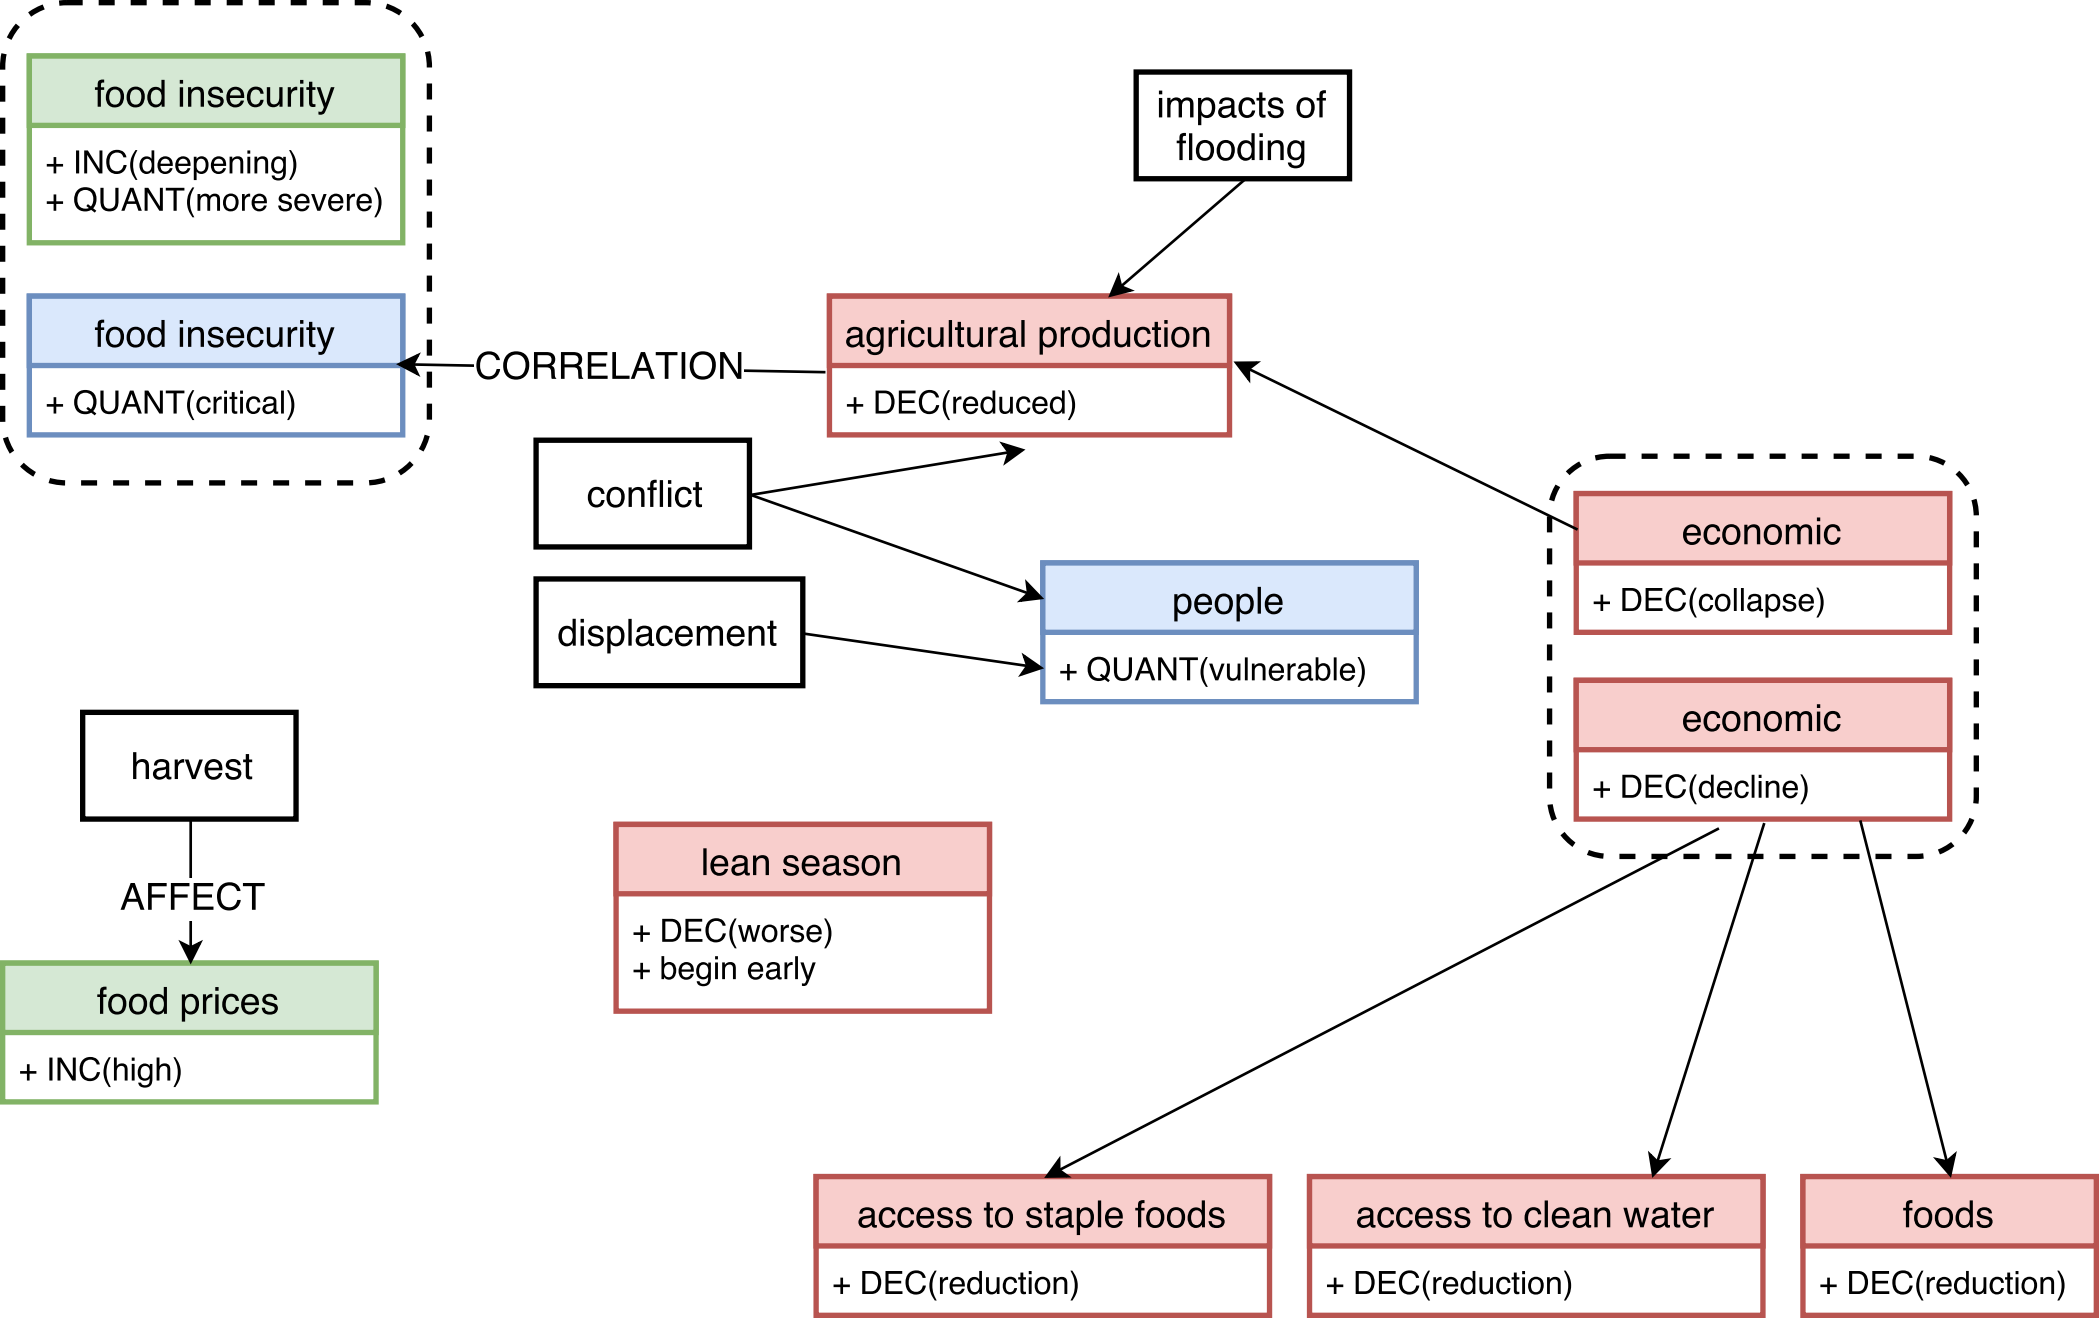 food insecurity
+ INC(deepening)
+ QUANT(more severe)
impacts of
flooding
food insecurity
+ QUANT(critical)
CORRELATION
agricultural production
+ DEC(reduced)
conflict
economic
+ DEC(collapse)
people
+ QUANT(vulnerable)
displacement
economic
+ DEC(decline)
harvest
AFFECT
lean season
+ DEC(worse)
+ begin early
food prices
+ INC(high)
access to staple foods
+ DEC(reduction)
access to clean water
+ DEC(reduction)
foods
+ DEC(reduction)